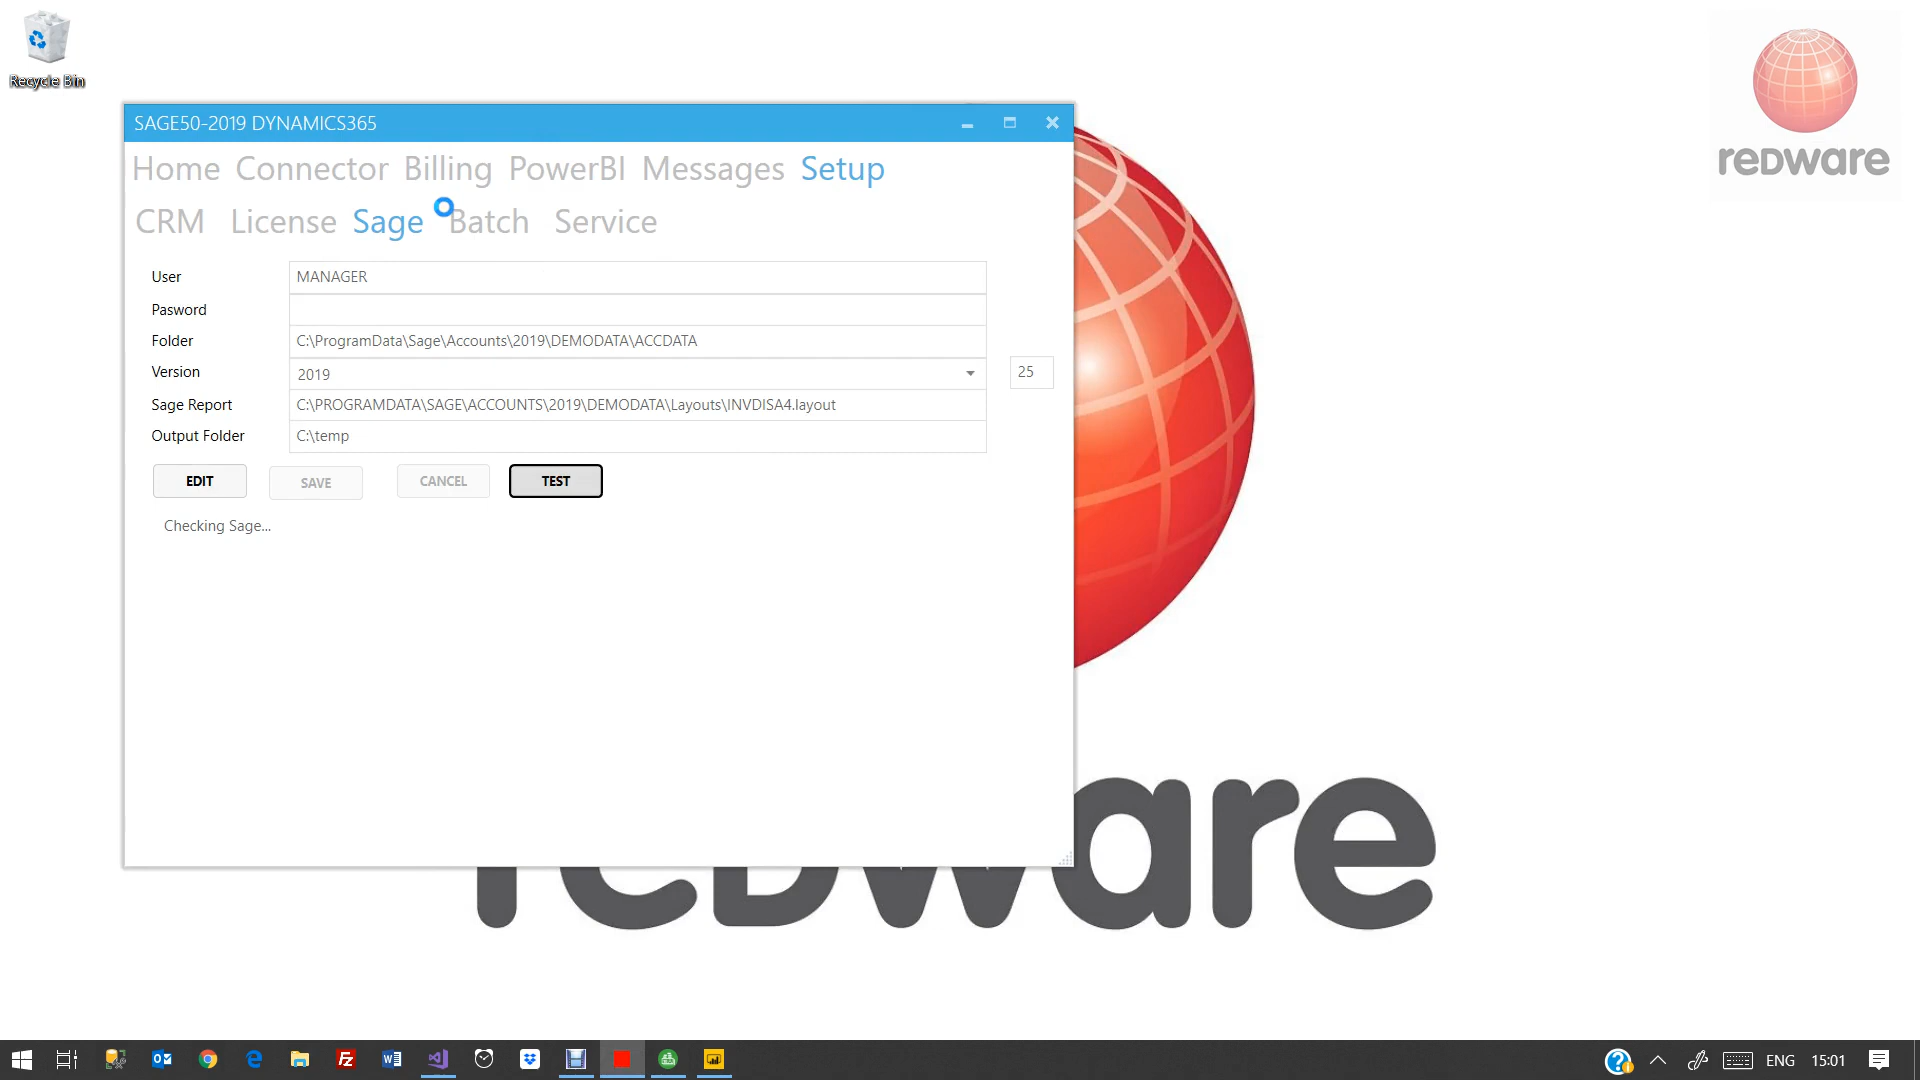 Recycle Bin
redware
SAGE50-2019 DYNAMICS365
Home Connector Billing PowerBI Messages Setup
CRM License Sage Batch Service
User MANAGER
Pasword
Folder C:\ProgramData\Sage\Accounts\2019\DEMODATA\ACCDATA
Version 2019 25
Sage Report C:\PROGRAMDATA\SAGE\ACCOUNTS\2019\DEMODATA\Layouts\INVDISA4.layout
Output Folder C:\temp
EDIT SAVE CANCEL TEST
Checking Sage...
redware
ENG 15:01